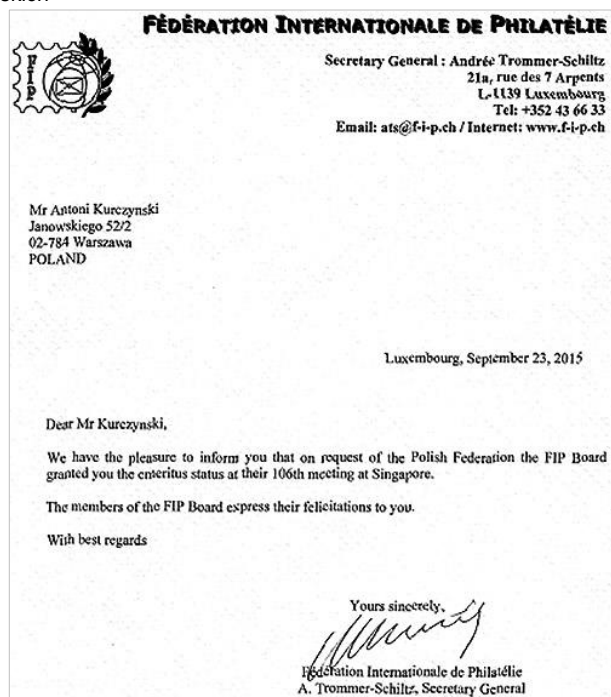 FÉDÉRATION INTERNATIONALE DE PHILATÉLIE
FIP
Secretary General : Andrée Trommer-Schiltz
21a, rue des 7 Arpents
L-1139 Luxembourg
Tel: +352 43 66 33
Email: ats@f-i-p.ch / Internet: www.f-i-p.ch
Mr Antoni Kurczynski
Janowskiego 52/2
02-784 Warszawa
POLAND
Luxembourg, September 23, 2015
Dear Mr Kurczynski,
We have the pleasure to inform you that on request of the Polish Federation the FIP Board
granted you the emeritus status at their 106th meeting at Singapore.
The members of the FIP Board express their felicitations to you.
With best regards
Yours sincerely,
Fédération Internationale de Philatélie
A. Trommer-Schiltz, Secretary General